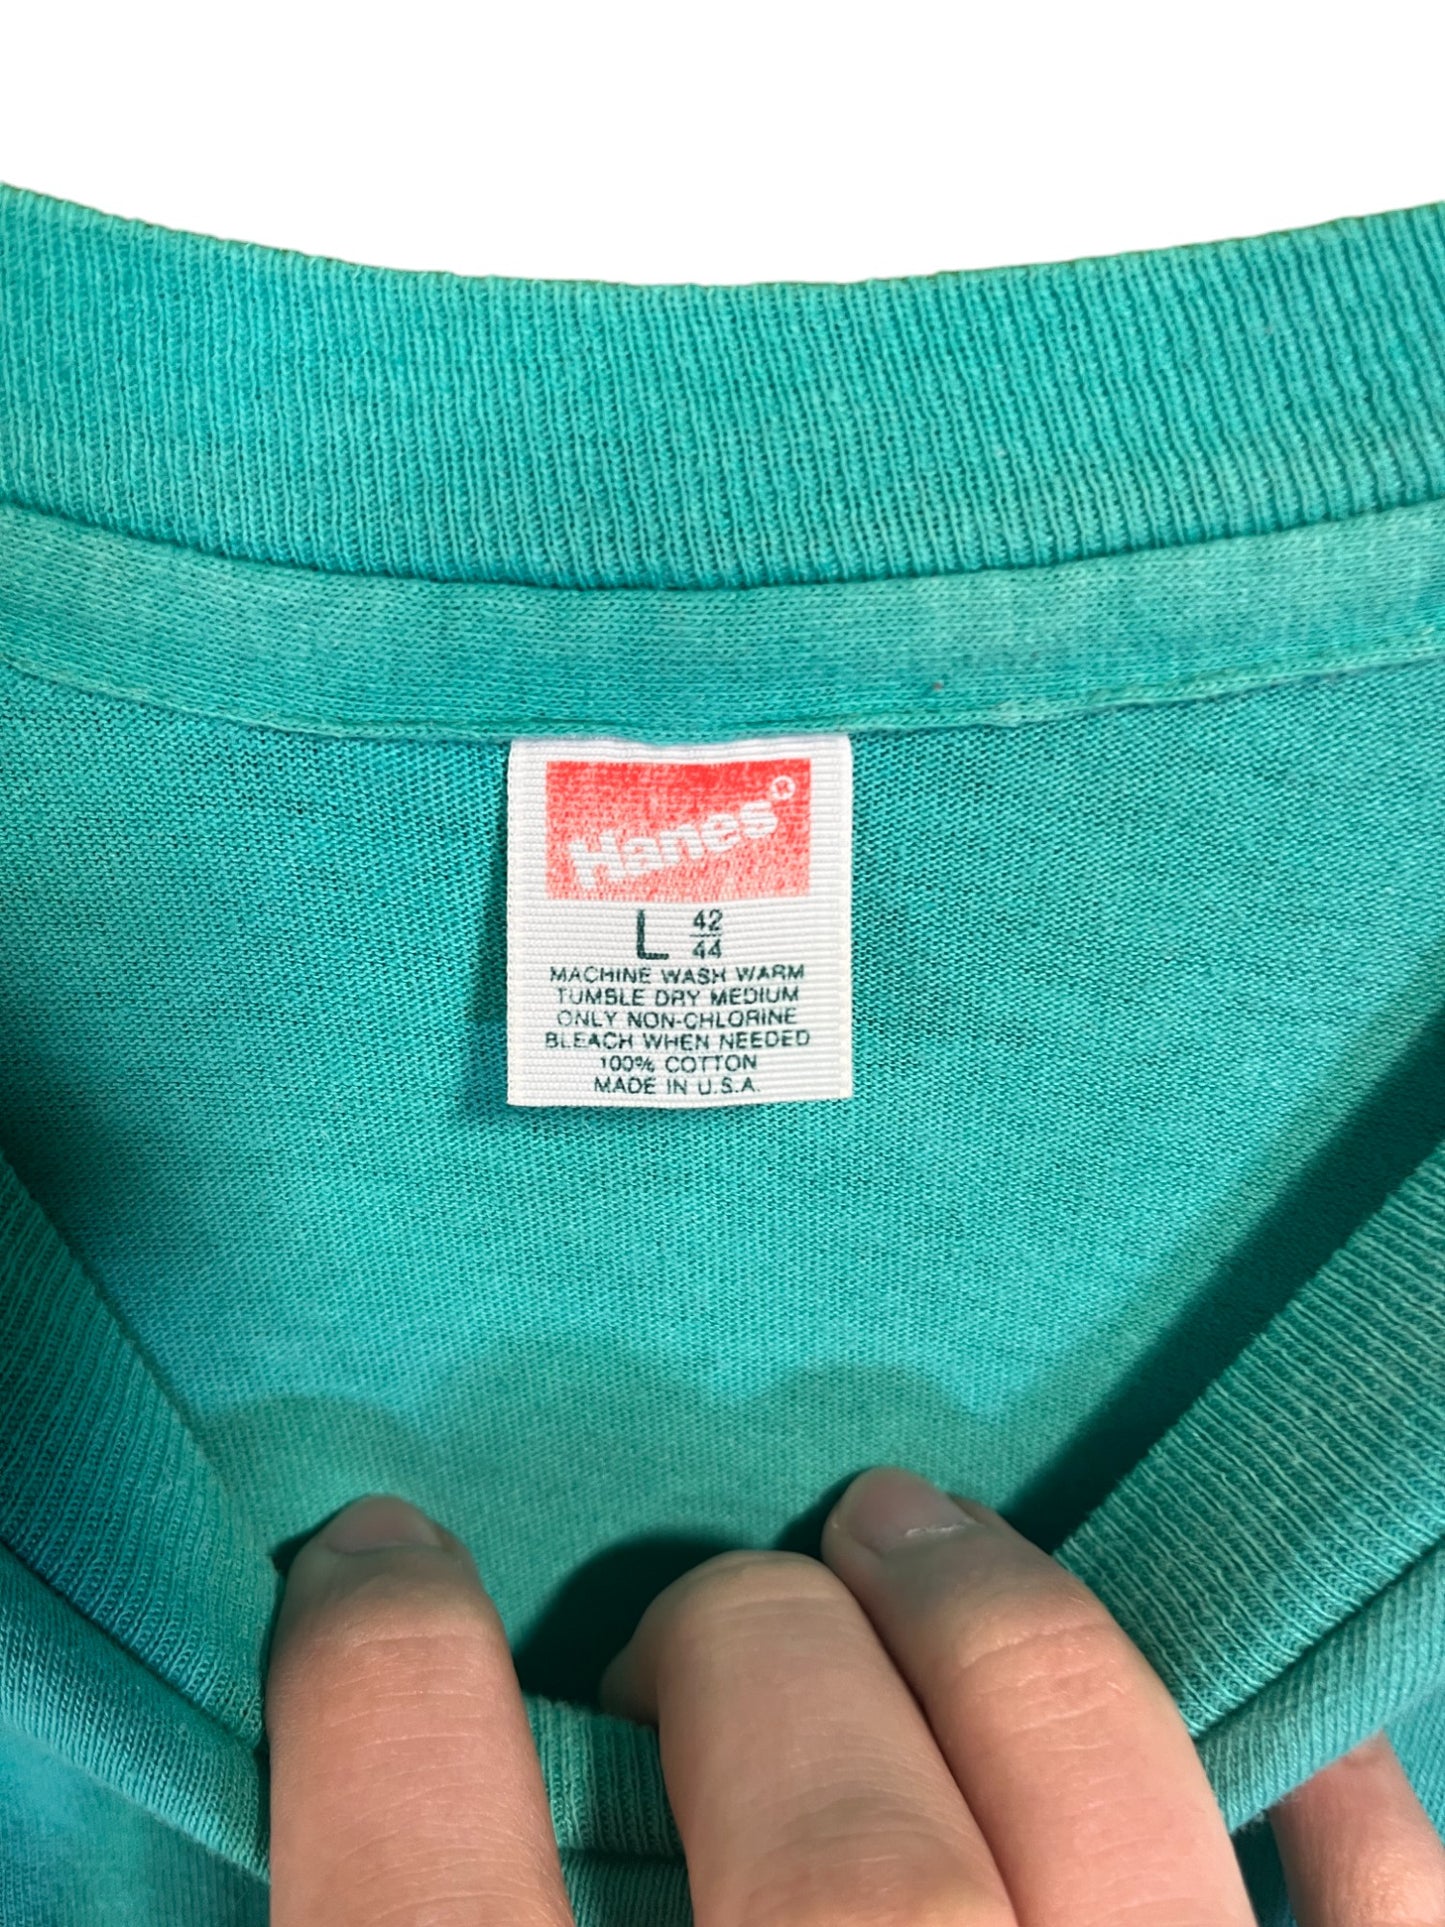 Hanes®
L 42/44
MACHINE WASH WARM
TUMBLE DRY MEDIUM
ONLY NON-CHLORINE
BLEACH WHEN NEEDED
100% COTTON
MADE IN U.S.A.